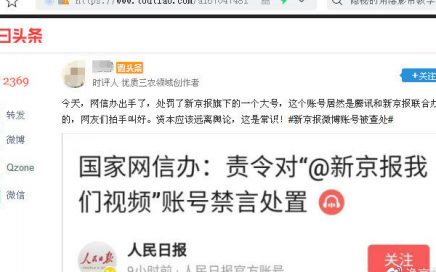 https://www.toutiao.com/a1610417481
日头条
微头条
时评人 优质三农领域创作者
+关注
2369
转发
微博
Qzone
微信
今天，网信办出手了，处罚了新京报旗下的一个大号，这个账号居然是腾讯和新京报联合办
的，网友们拍手叫好。资本应该远离舆论，这是常识！#新京报微博账号被查处#
国家网信办：责令对“@新京报我
们视频”账号禁言处置
人民日报
人民日报
9小时前·人民日报官方账号
关注